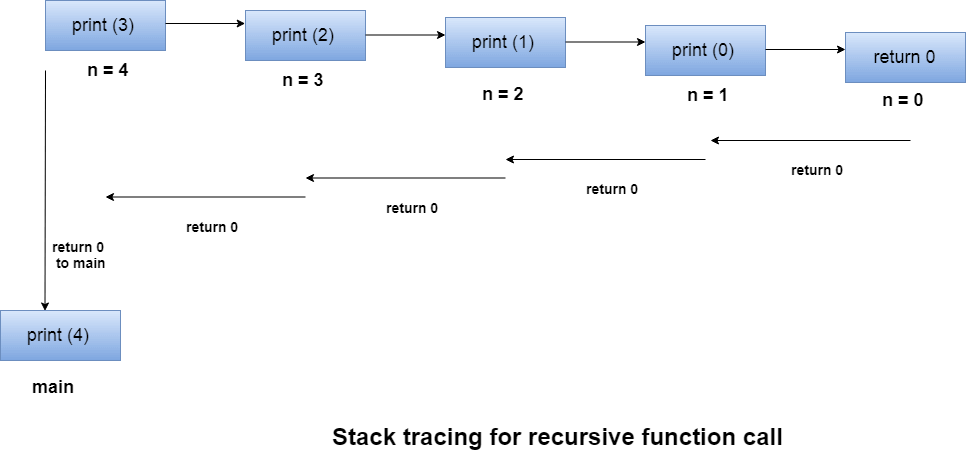 print (3)
print (2)
print (1)
print (0)
return 0
n = 4
n = 3
n = 2
n = 1
n = 0
return 0
return 0
return 0
return 0
return 0
to main
print (4)
main
Stack tracing for recursive function call